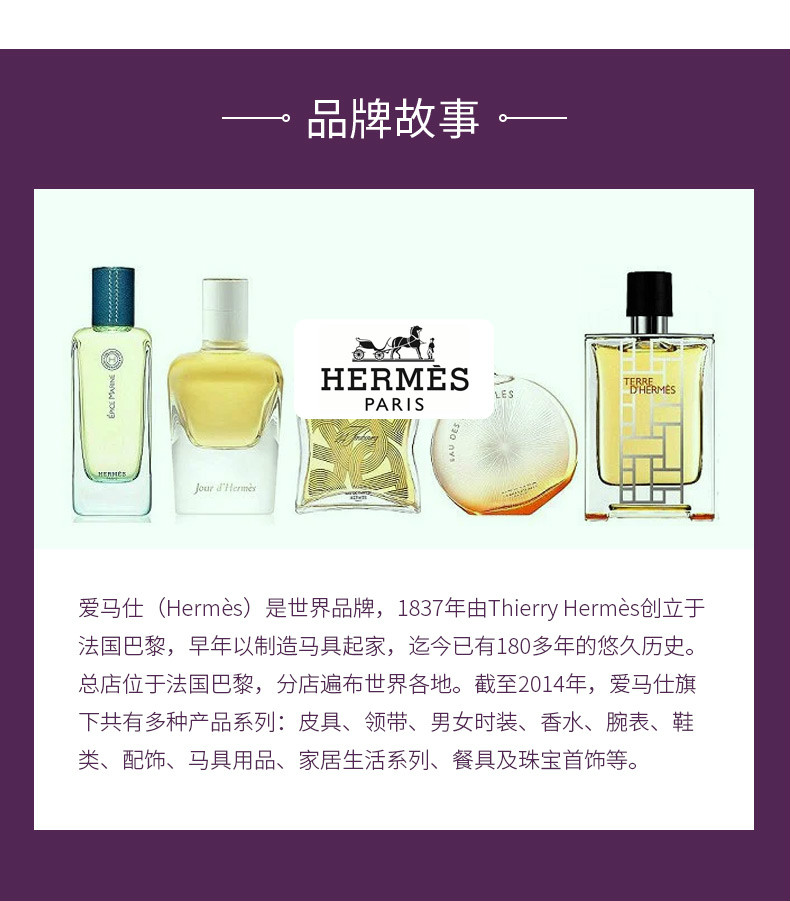 品牌故事
HERMÈS
PARIS
ÉPICE MARINE
HERMÈS
Jour d'Hermès
HERMÈS
EAU DES
LES
HERMÈS
TERRE
D'HERMÈS
爱马仕（Hermès）是世界品牌，1837年由Thierry Hermès创立于
法国巴黎，早年以制造马具起家，迄今已有180多年的悠久历史。
总店位于法国巴黎，分店遍布世界各地。截至2014年，爱马仕旗
下共有多种产品系列：皮具、领带、男女时装、香水、腕表、鞋
类、配饰、马具用品、家居生活系列、餐具及珠宝首饰等。